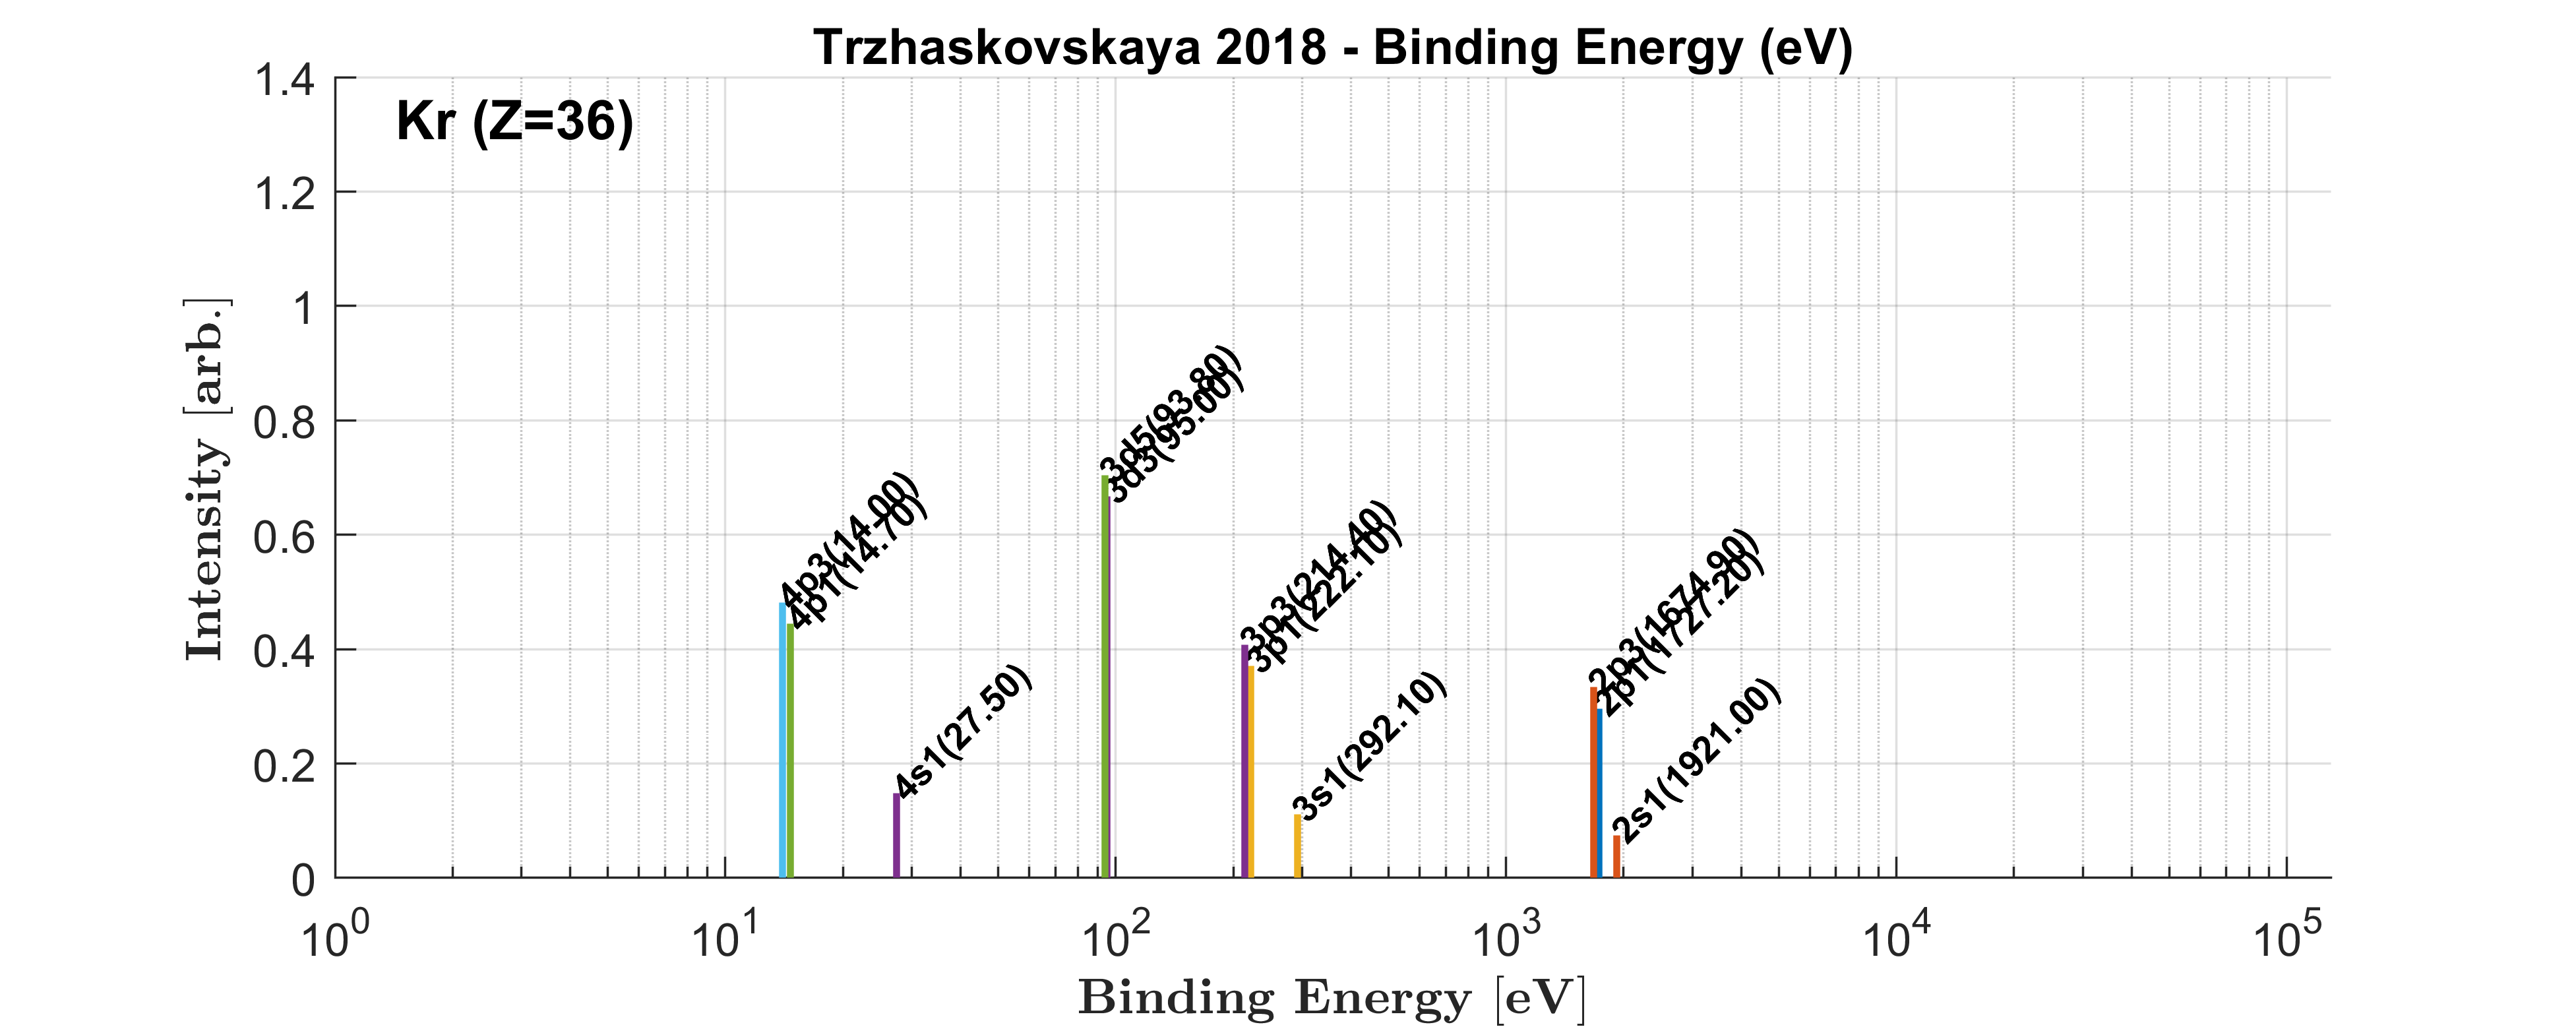 Trzhaskovskaya 2018 - Binding Energy (eV)
Kr (Z=36)
Intensity [arb.]
1.4
1.2
1
0.8
0.6
0.4
0.2
0
4p3(14.00)
4p1(14.70)
4s1(27.50)
3d5(93.80)
3d3(95.00)
3p3(214.40)
3p1(222.10)
3s1(292.10)
2p3(1674.90)
2p1(1727.20)
2s1(1921.00)
10^0
10^1
10^2
10^3
10^4
10^5
Binding Energy [eV]